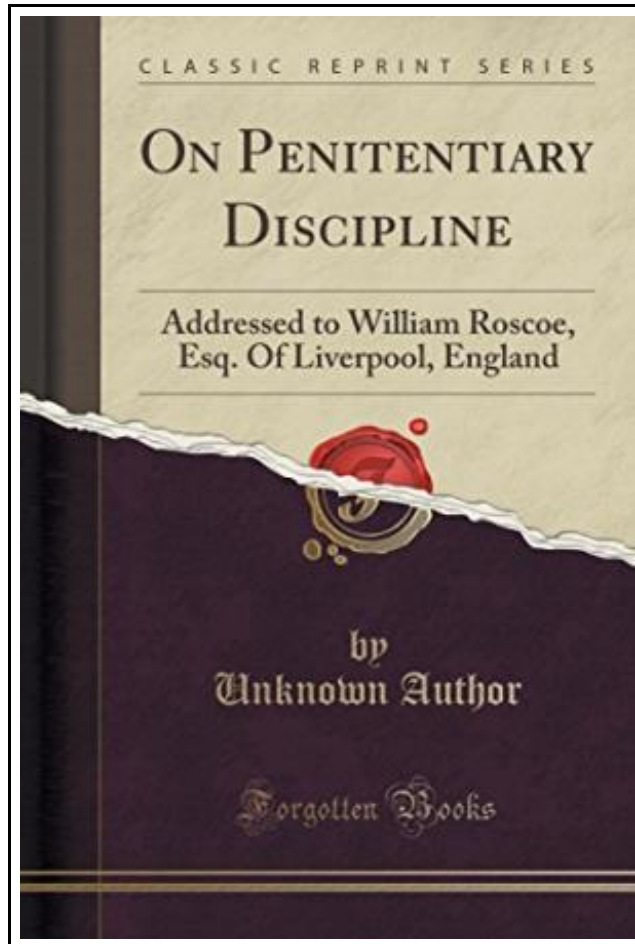 CLASSIC REPRINT SERIES
ON PENITENTIARY
DISCIPLINE
Addressed to William Roscoe,
Esq. Of Liverpool, England
by
Unknown Author
Forgotten Books